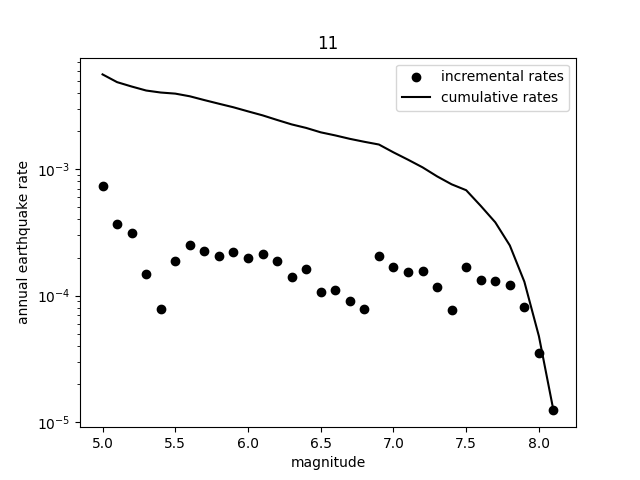 11
incremental rates
cumulative rates
annual earthquake rate
10⁻³
10⁻⁴
10⁻⁵
5.0 5.5 6.0 6.5 7.0 7.5 8.0
magnitude